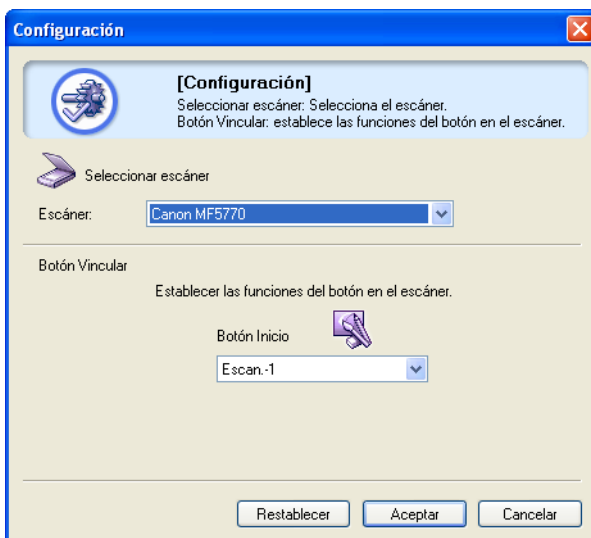 Configuración
[Configuración]
Seleccionar escáner: Selecciona el escáner.
Botón Vincular: establece las funciones del botón en el escáner.
Seleccionar escáner
Escáner:
Canon MF5770
Botón Vincular
Establecer las funciones del botón en el escáner.
Botón Inicio
Escan.-1
Restablecer
Aceptar
Cancelar